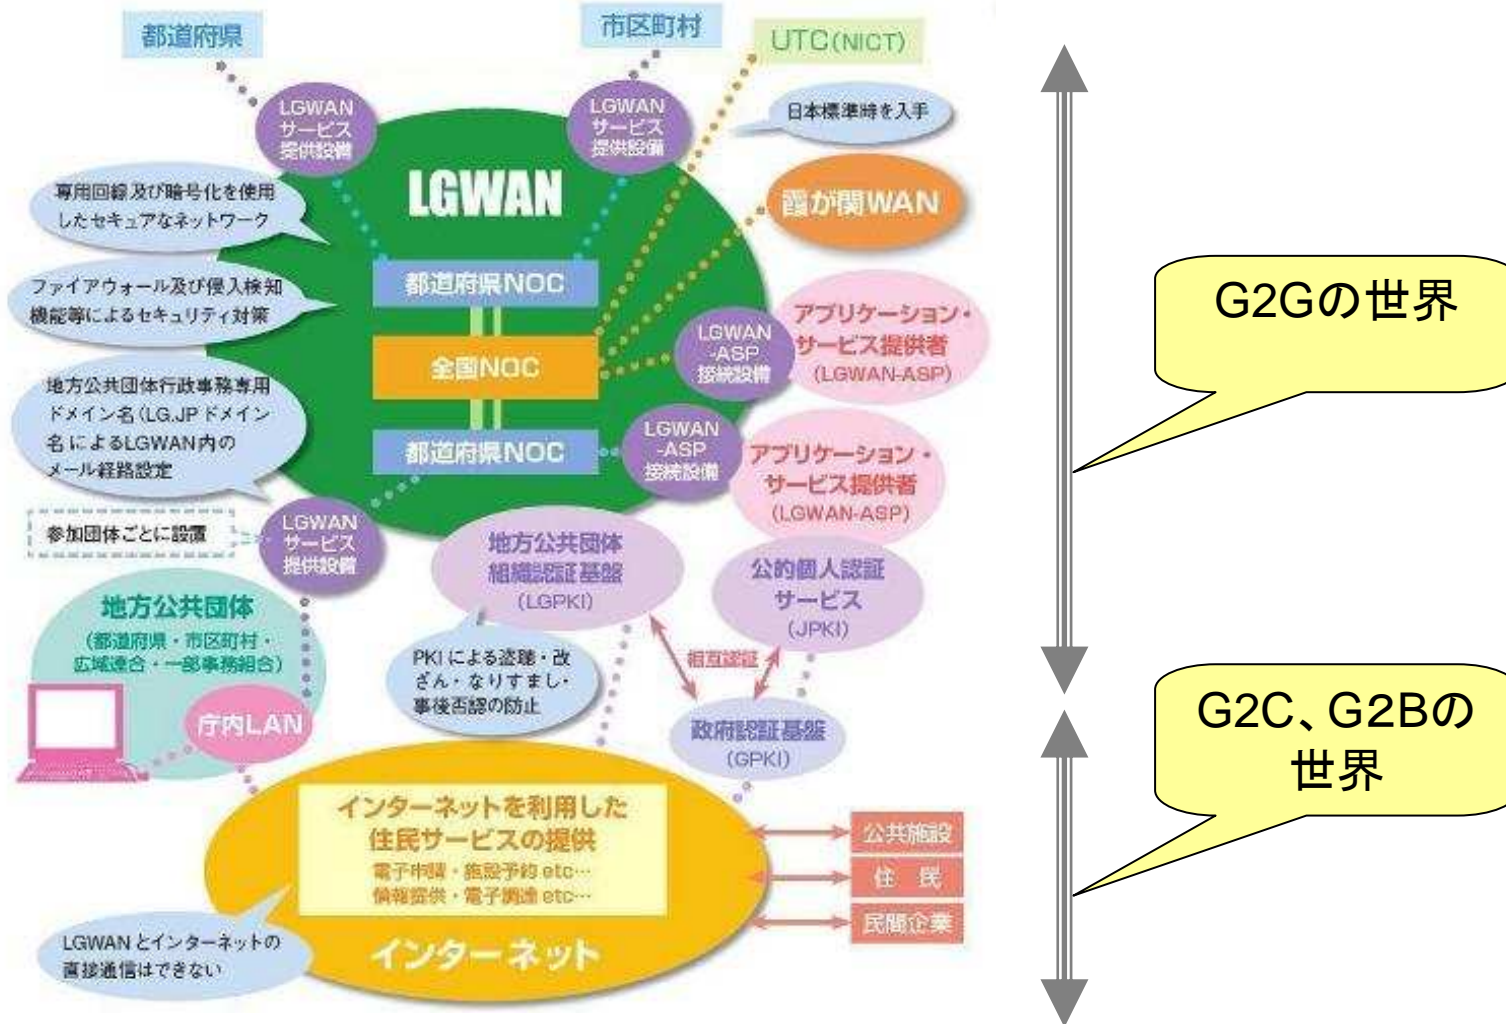 都道府県
市区町村
UTC(NICT)
LGWAN
サービス
提供設備
LGWAN
サービス
提供設備
日本標準時を入手
LGWAN
専用回線及び暗号化を使用
したセキュアなネットワーク
霞が関WAN
都道府県NOC
ファイアウォール及び侵入検知
機能等によるセキュリティ対策
G2Gの世界
アプリケーション・
サービス提供者
(LGWAN-ASP)
LGWAN
-ASP
接続設備
全国NOC
地方公共団体行政事務専用
ドメイン名(LG.JPドメイン
名によるLGWAN内の
メール経路設定
都道府県NOC
LGWAN
-ASP
接続設備
アプリケーション・
サービス提供者
(LGWAN-ASP)
参加団体ごとに設置
LGWAN
サービス
提供設備
地方公共団体
組織認証基盤
(LGPKI)
公的個人認証
サービス
(JPKI)
地方公共団体
(都道府県・市区町村・
広域連合・一部事務組合)
PKIによる盗聴・改
ざん・なりすまし・
事後否認の防止
相互認証
庁内LAN
政府認証基盤
(GPKI)
G2C、G2Bの
世界
インターネットを利用した
住民サービスの提供
電子申請・施設予約 etc…
情報提供・電子調達 etc…
公共施設
住 民
民間企業
LGWANとインターネットの
直接通信はできない
インターネット